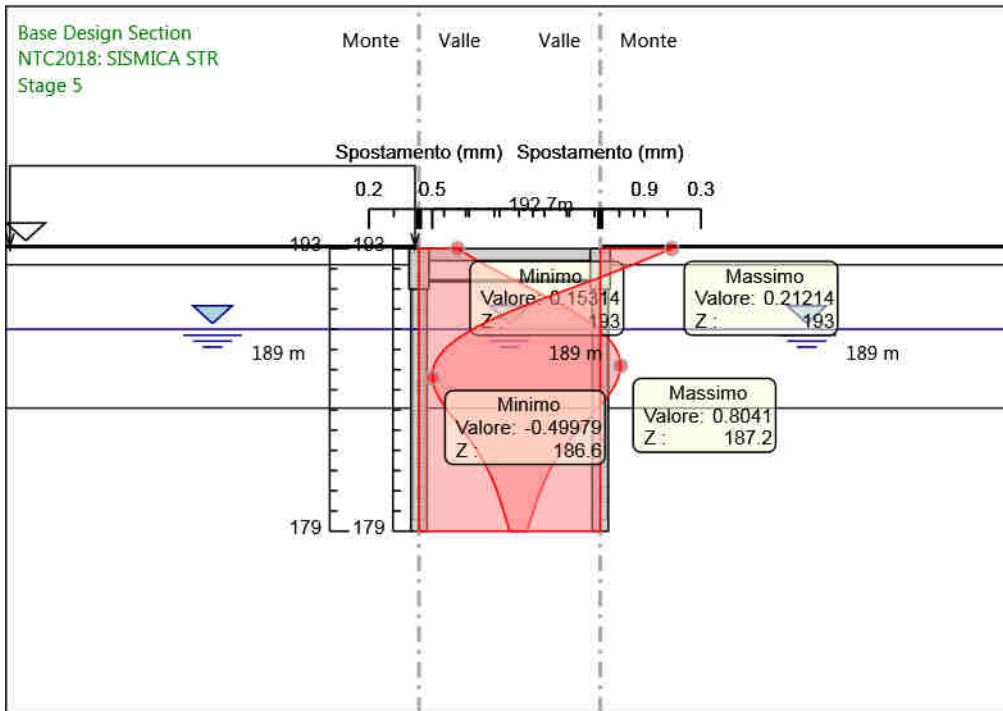 Base Design Section
NTC2018: SISMICA STR
Stage 5
Monte Valle Valle Monte
Spostamento (mm) Spostamento (mm)
0.2 0.5 0.9 0.3
192.7m
193 193
Minimo
Valore: 0.15314
Z : 193
Massimo
Valore: 0.21214
Z : 193
189 m 189 m 189 m
Minimo
Valore: -0.49979
Z : 186.6
Massimo
Valore: 0.8041
Z : 187.2
179 179